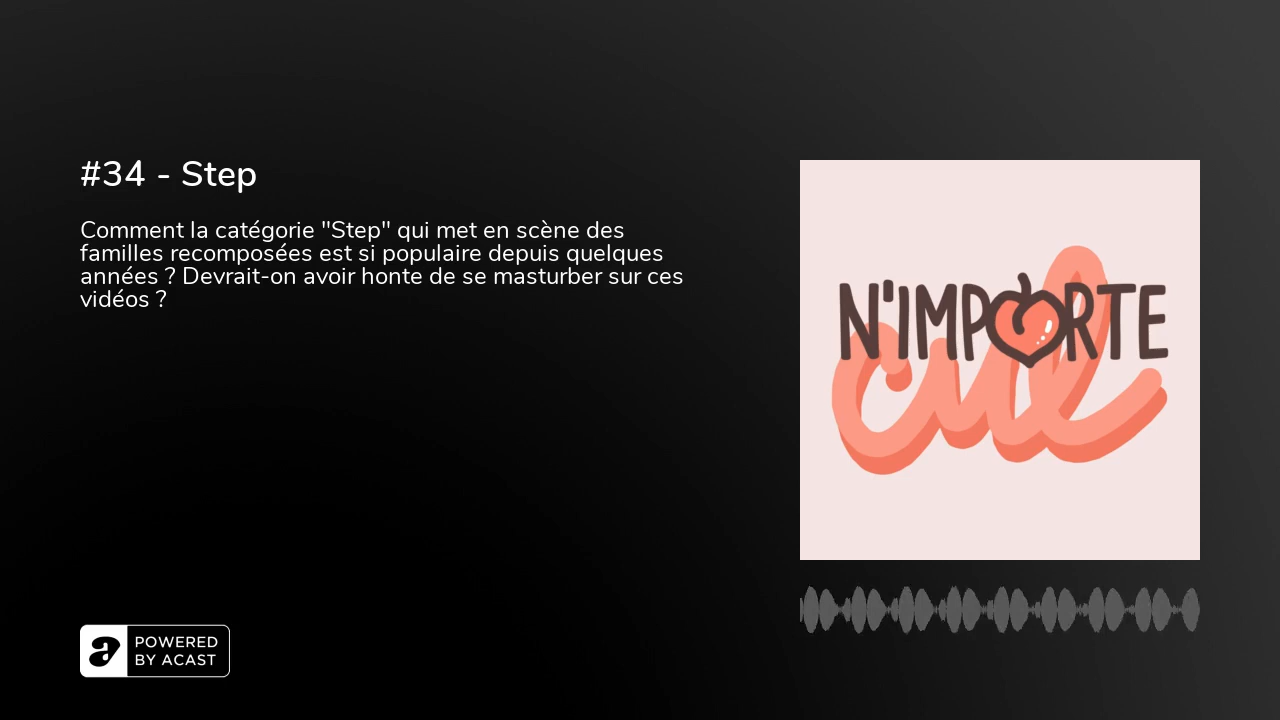 #34 - Step
Comment la catégorie "Step" qui met en scène des
familles recomposées est si populaire depuis quelques
années ? Devrait-on avoir honte de se masturber sur ces
vidéos ?
N'IMPORTE
cul
a POWERED
BY ACAST